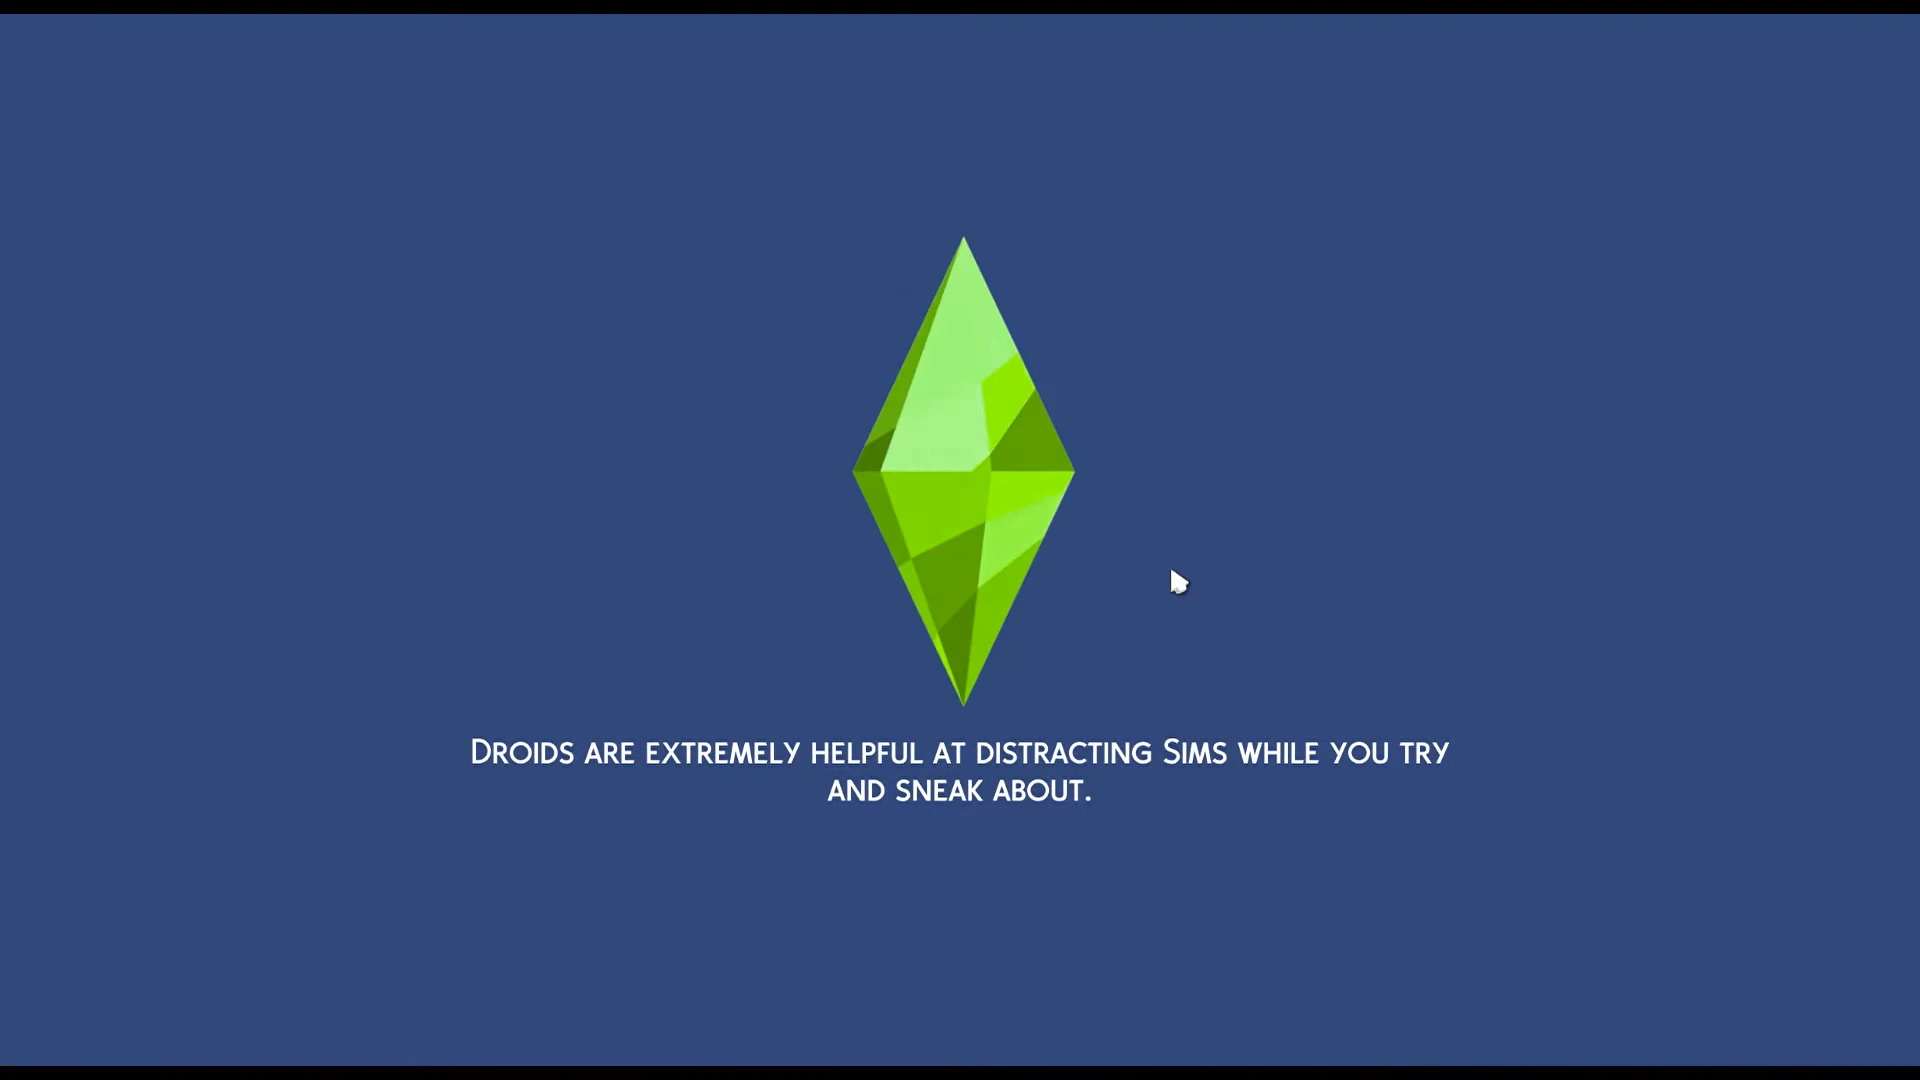 Droids are extremely helpful at distracting Sims while you try
and sneak about.